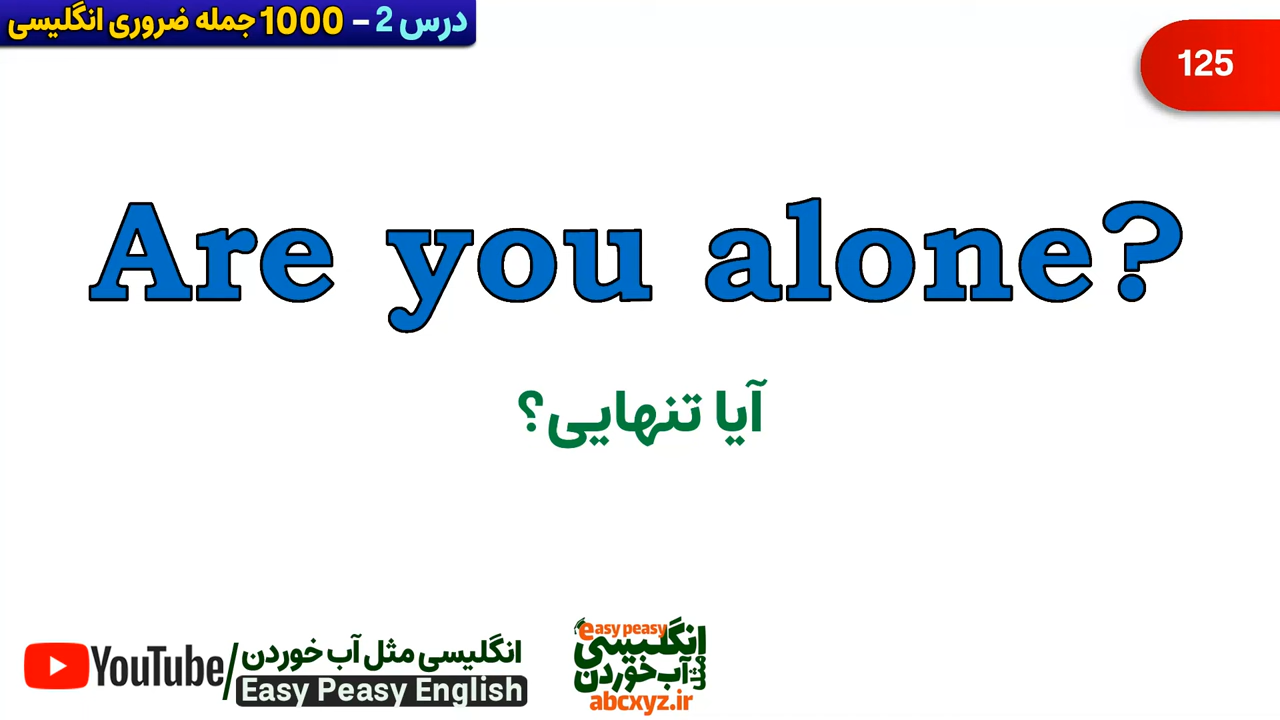 درس 2 – 1000 جمله ضروری انگلیسی
125
Are you alone?
آیا تنهایی؟
YouTube/انگلیسی مثل آب خوردن
Easy Peasy English
easy peasy
انگلیسی
مثل آب خوردن
abcxyz.ir